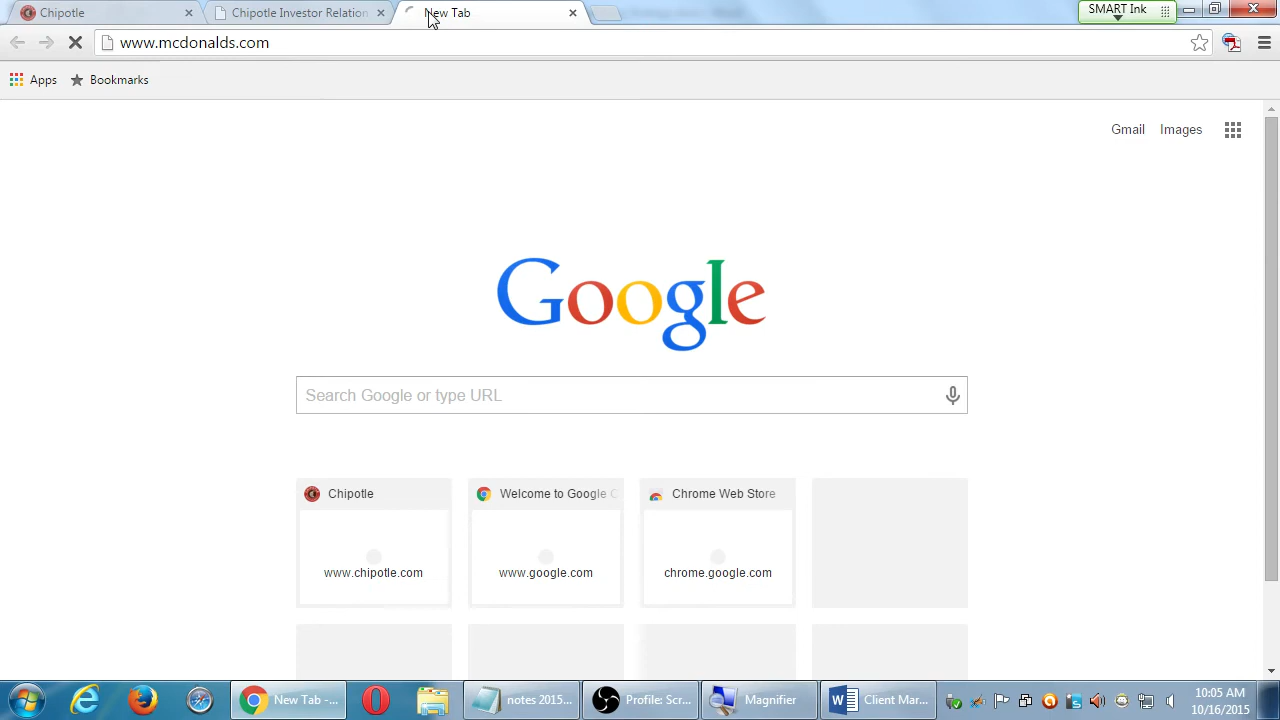 Chipotle
Chipotle Investor Relation
New Tab
SMART Ink
www.mcdonalds.com
Apps
Bookmarks
Gmail
Images
Google
Search Google or type URL
Chipotle
Welcome to Google C
Chrome Web Store
www.chipotle.com
www.google.com
chrome.google.com
New Tab -...
notes 2015...
Profile: Scr...
Magnifier
Client Mar...
10:05 AM
10/16/2015